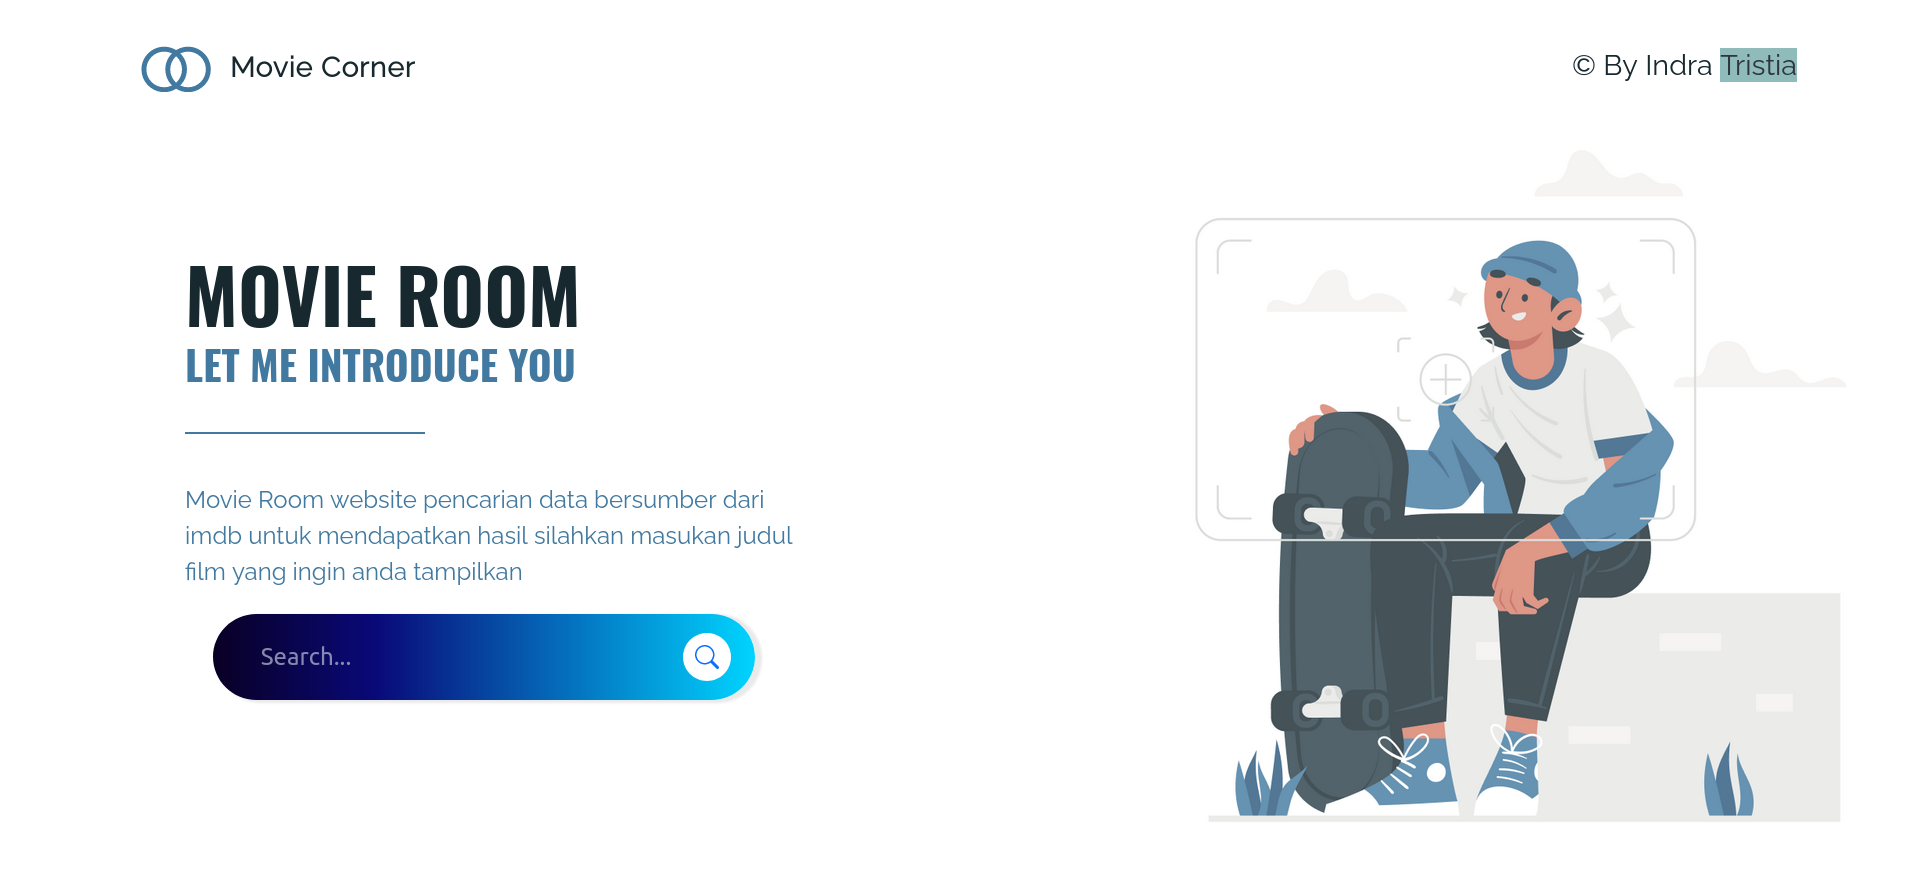 Movie Corner
© By Indra Tristia
MOVIE ROOM
LET ME INTRODUCE YOU
Movie Room website pencarian data bersumber dari
imdb untuk mendapatkan hasil silahkan masukan judul
film yang ingin anda tampilkan
Search...